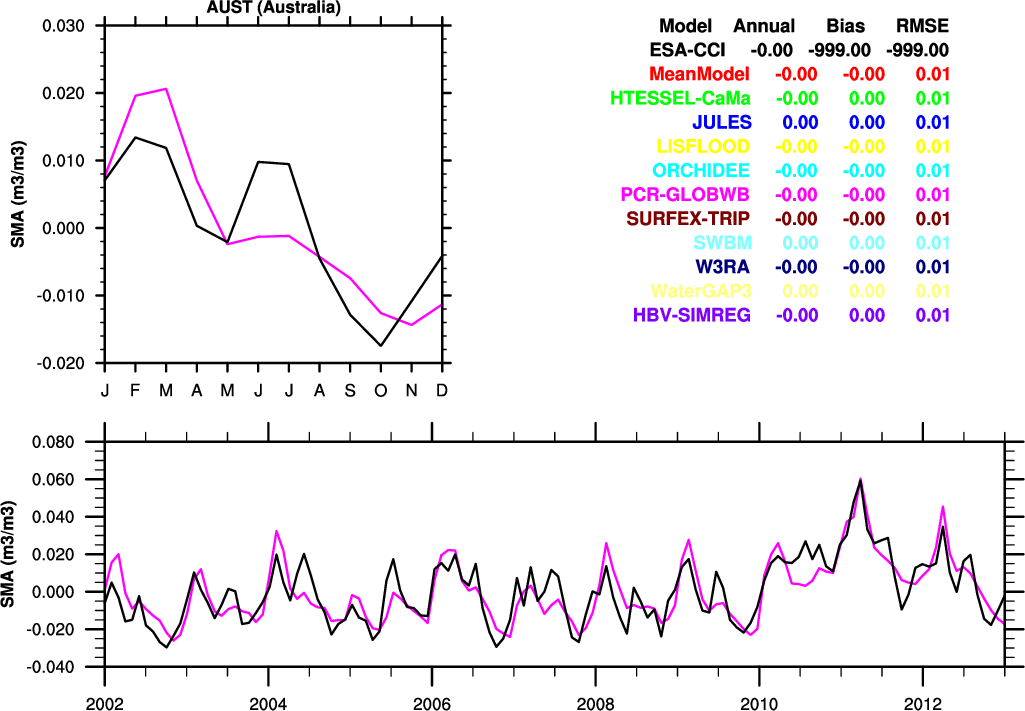 AUST (Australia)
0.030
0.020
0.010
0.000
-0.010
-0.020
SMA (m3/m3)
J F M A M J J A S O N D
Model Annual Bias RMSE
ESA-CCI -0.00 -999.00 -999.00
MeanModel -0.00 -0.00 0.01
HTESSEL-CaMa -0.00 0.00 0.01
JULES 0.00 0.00 0.01
LISFLOOD -0.00 -0.00 0.01
ORCHIDEE -0.00 -0.00 0.01
PCR-GLOBWB -0.00 -0.00 0.01
SURFEX-TRIP -0.00 -0.00 0.01
SWBM 0.00 0.00 0.01
W3RA -0.00 -0.00 0.01
WaterGAP3 0.00 0.00 0.01
HBV-SIMREG -0.00 0.00 0.01
0.080
0.060
0.040
0.020
0.000
-0.020
-0.040
SMA (m3/m3)
2002 2004 2006 2008 2010 2012